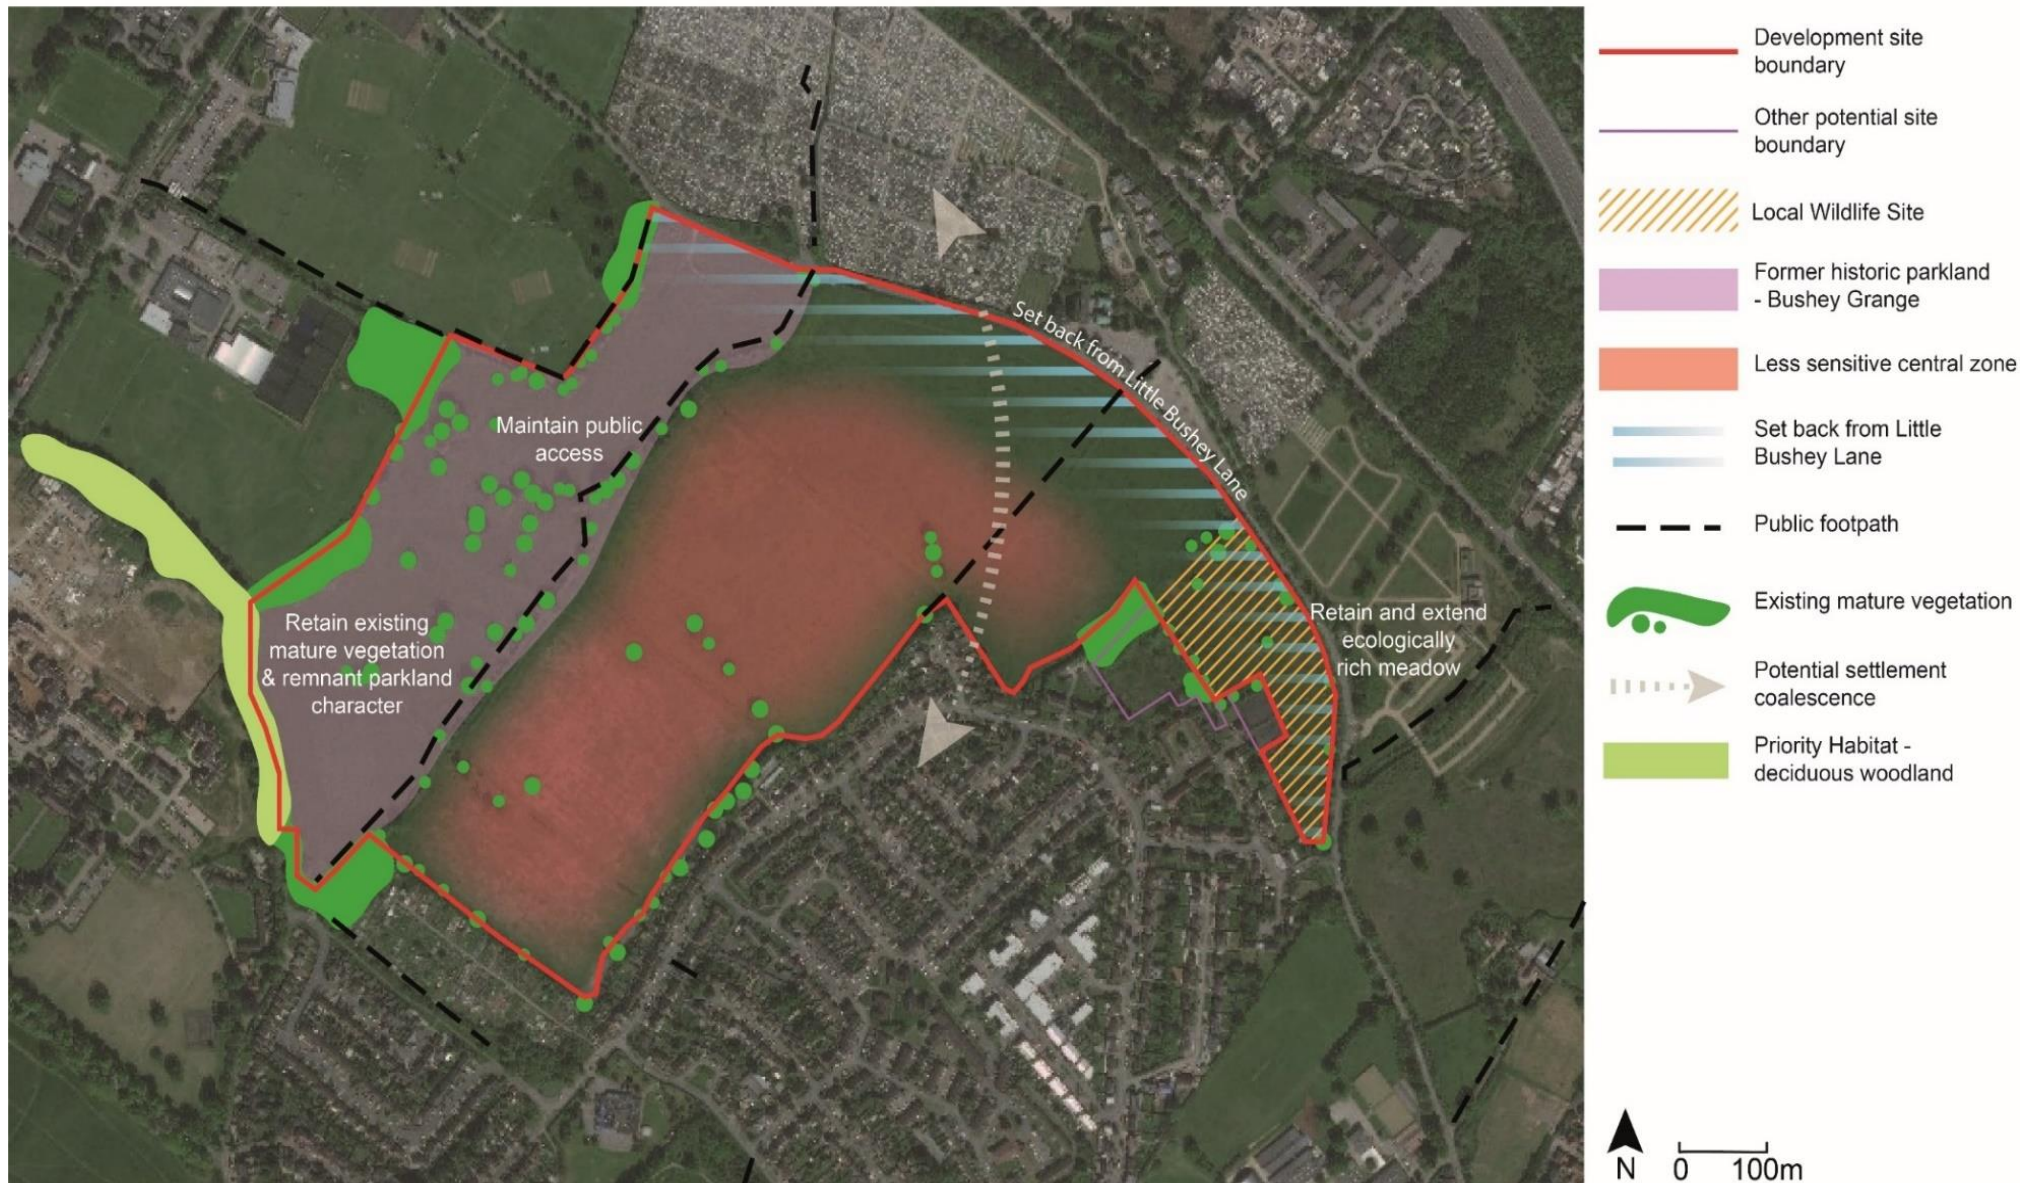 Maintain public
access
Retain existing
mature vegetation
& remnant parkland
character
Set back from Little Bushey Lane
Retain and extend
ecologically
rich meadow
Development site
boundary
Other potential site
boundary
Local Wildlife Site
Former historic parkland
- Bushey Grange
Less sensitive central zone
Set back from Little
Bushey Lane
Public footpath
Existing mature vegetation
Potential settlement
coalescence
Priority Habitat -
deciduous woodland
N
0 100m